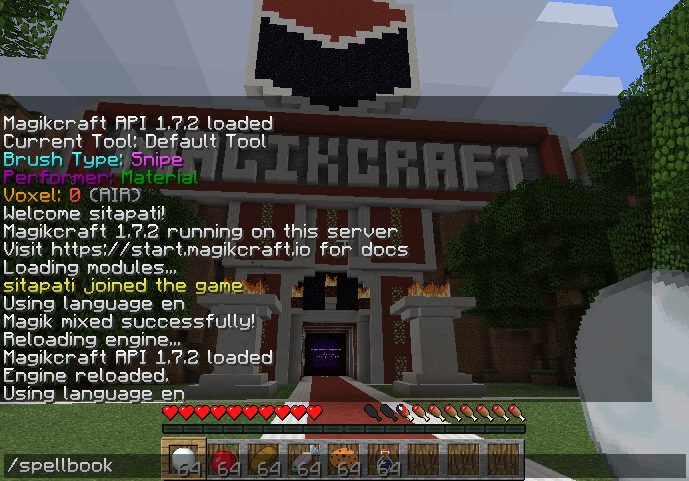 Magikcraft API 1.7.2 loaded
Current Tool: Default Tool
Brush Type: Snipe
Performer: Material
Voxel: 0 (AIR)
Welcome sitapati!
Magikcraft 1.7.2 running on this server
Visit https://start.magikcraft.io for docs
Loading modules...
sitapati joined the game
Using language en
Magik mixed successfully!
Reloading engine...
Magikcraft API 1.7.2 loaded
Engine reloaded.
Using language en
/spellbook
64 64 64 64 64 64